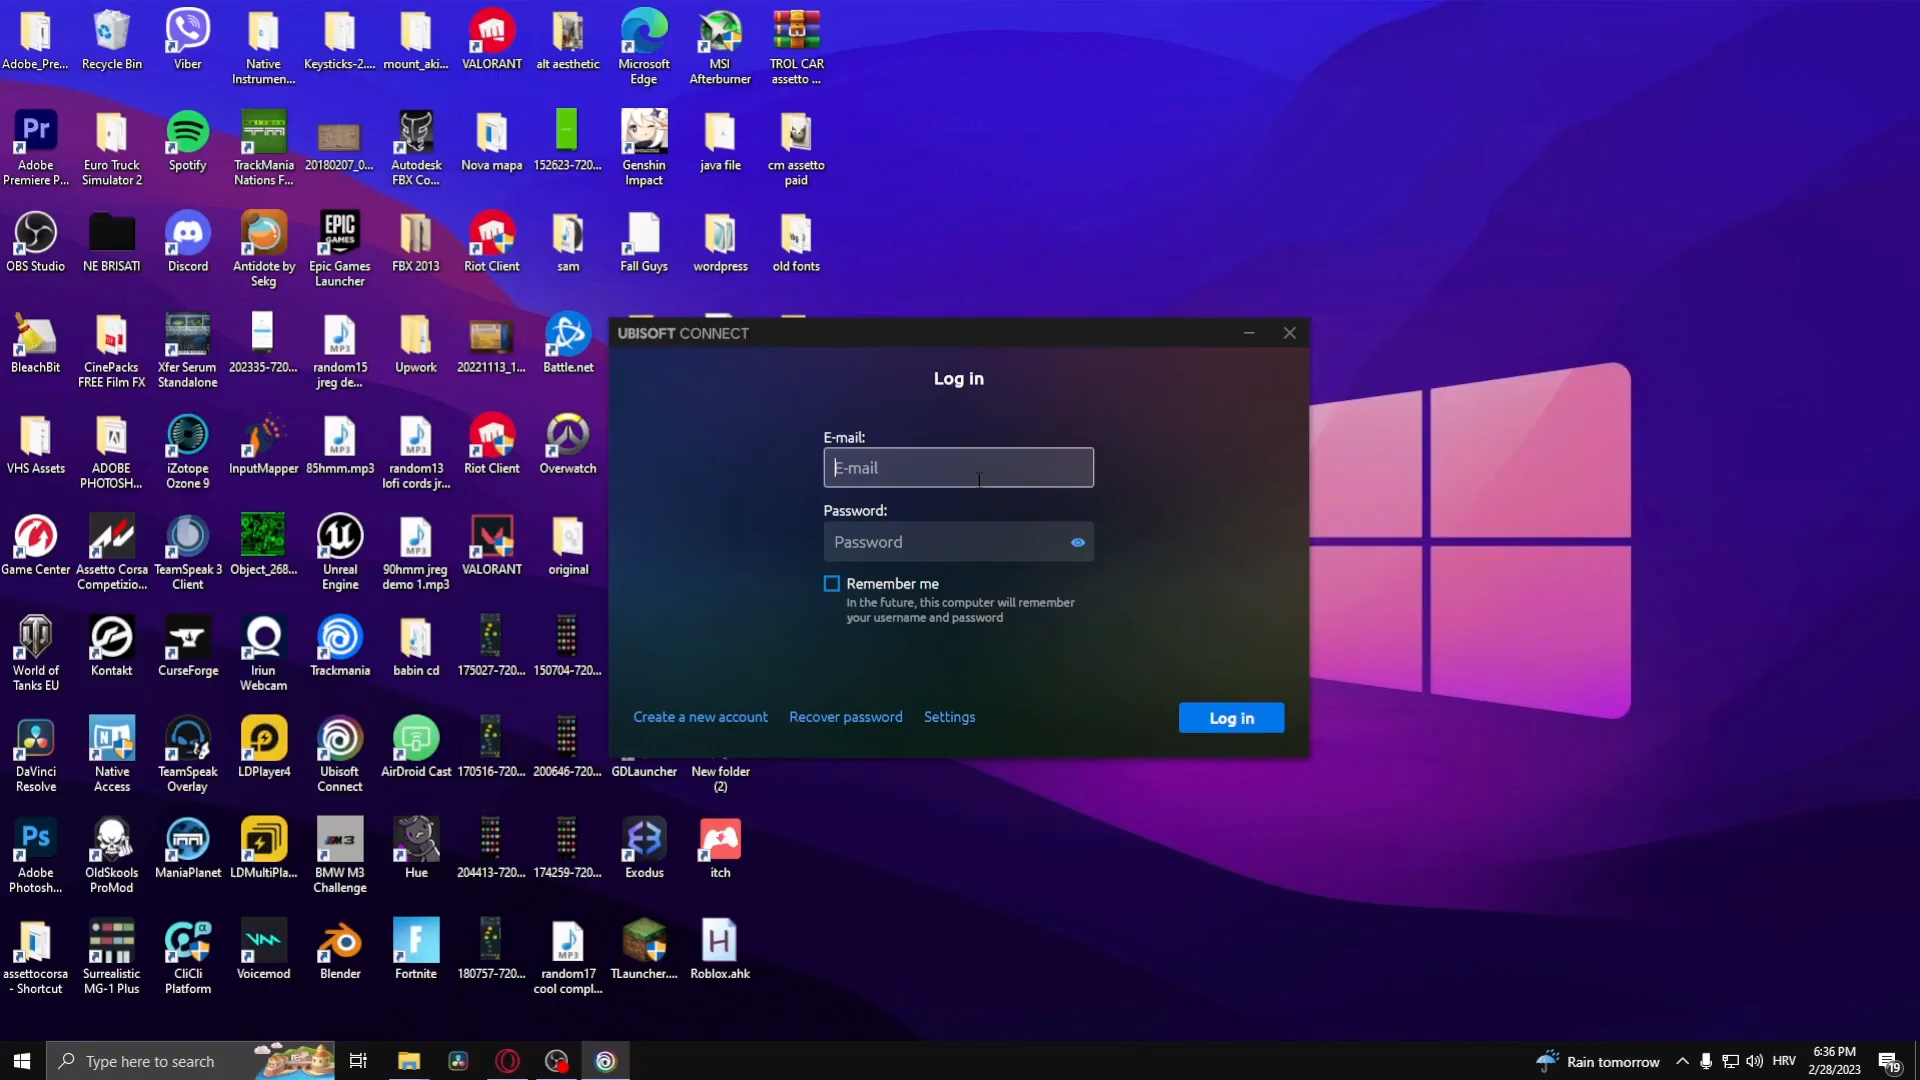 Adobe_Pre...
Recycle Bin
Viber
Native
Instrumen...
Keysticks-2....
mount_aki...
VALORANT
alt aesthetic
Microsoft
Edge
MSI
Afterburner
TROL CAR
assetto ...
Adobe
Premiere P...
Euro Truck
Simulator 2
Spotify
TrackMania
Nations F...
20180207_0...
Autodesk
FBX Co...
Nova mapa
152623-720...
Genshin
Impact
java file
cm assetto
paid
OBS Studio
NE BRISATI
Discord
Antidote by
Sekg
Epic Games
Launcher
FBX 2013
Riot Client
sam
Fall Guys
wordpress
old fonts
BleachBit
CinePacks
FREE Film FX
Xfer Serum
Standalone
202335-720...
random15
jreg de...
Upwork
20221113_1...
Battle.net
VHS Assets
ADOBE
PHOTOSH...
iZotope
Ozone 9
InputMapper
85hmm.mp3
random13
lofi cords jr...
Riot Client
Overwatch
Game Center
Assetto Corsa
Competizio...
TeamSpeak 3
Client
Object_268...
Unreal
Engine
90hmm jreg
demo 1.mp3
VALORANT
original
World of
Tanks EU
Kontakt
CurseForge
Iriun
Webcam
Trackmania
babin cd
175027-720...
150704-720...
DaVinci
Resolve
Native
Access
TeamSpeak
Overlay
LDPlayer4
Ubisoft
Connect
AirDroid Cast
170516-720...
200646-720...
GDLauncher
New folder
(2)
Adobe
Photosh...
OldSkools
ProMod
ManiaPlanet
LDMultiPla...
BMW M3
Challenge
Hue
204413-720...
174259-720...
Exodus
itch
assettocorsa
- Shortcut
Surrealistic
MG-1 Plus
CliCli
Platform
Voicemod
Blender
Fortnite
180757-720...
random17
cool compl...
TLauncher....
Roblox.ahk
UBISOFT CONNECT
Log in
E-mail:
E-mail
Password:
Password
Remember me
In the future, this computer will remember
your username and password
Create a new account
Recover password
Settings
Log in
Type here to search
Rain tomorrow
HRV
6:36 PM
2/28/2023
19